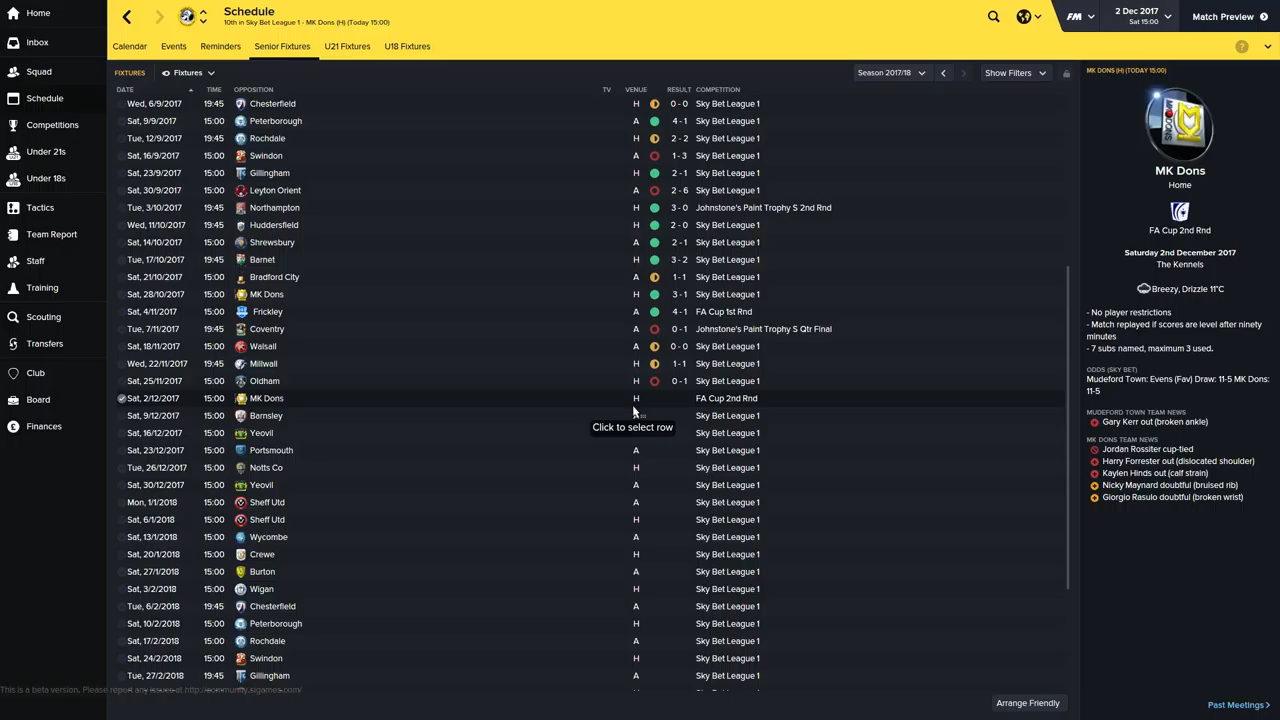 Home
Inbox
Squad
Schedule
Competitions
Under 21s
Under 18s
Tactics
Team Report
Staff
Training
Scouting
Transfers
Club
Board
Finances
Schedule
10th in Sky Bet League 1 - MK Dons (H) (Today 15:00)
FM
2 Dec 2017
Sat 15:00
Match Preview
Calendar Events Reminders Senior Fixtures U21 Fixtures U18 Fixtures
FIXTURES Fixtures Season 2017/18 Show Filters
DATE TIME OPPOSITION TV VENUE RESULT COMPETITION
Wed, 6/9/2017 19:45 Chesterfield H 0 - 0 Sky Bet League 1
Sat, 9/9/2017 15:00 Peterborough A 4 - 1 Sky Bet League 1
Tue, 12/9/2017 19:45 Rochdale H 2 - 2 Sky Bet League 1
Sat, 16/9/2017 15:00 Swindon A 1 - 3 Sky Bet League 1
Sat, 23/9/2017 15:00 Gillingham H 2 - 1 Sky Bet League 1
Sat, 30/9/2017 15:00 Leyton Orient A 2 - 6 Sky Bet League 1
Tue, 3/10/2017 19:45 Northampton H 3 - 0 Johnstone's Paint Trophy S 2nd Rnd
Wed, 11/10/2017 19:45 Huddersfield H 2 - 0 Sky Bet League 1
Sat, 14/10/2017 15:00 Shrewsbury A 2 - 1 Sky Bet League 1
Tue, 17/10/2017 19:45 Barnet H 3 - 2 Sky Bet League 1
Sat, 21/10/2017 15:00 Bradford City A 1 - 1 Sky Bet League 1
Sat, 28/10/2017 15:00 MK Dons H 3 - 1 Sky Bet League 1
Sat, 4/11/2017 15:00 Frickley A 4 - 1 FA Cup 1st Rnd
Tue, 7/11/2017 19:45 Coventry A 0 - 1 Johnstone's Paint Trophy S Qtr Final
Sat, 18/11/2017 15:00 Walsall A 0 - 0 Sky Bet League 1
Wed, 22/11/2017 19:45 Millwall H 1 - 1 Sky Bet League 1
Sat, 25/11/2017 15:00 Oldham H 0 - 1 Sky Bet League 1
Sat, 2/12/2017 15:00 MK Dons H FA Cup 2nd Rnd
Sat, 9/12/2017 15:00 Barnsley Sky Bet League 1
Click to select row
Sat, 16/12/2017 15:00 Yeovil Sky Bet League 1
Sat, 23/12/2017 15:00 Portsmouth A Sky Bet League 1
Tue, 26/12/2017 15:00 Notts Co H Sky Bet League 1
Sat, 30/12/2017 15:00 Yeovil A Sky Bet League 1
Mon, 1/1/2018 15:00 Sheff Utd A Sky Bet League 1
Sat, 6/1/2018 15:00 Sheff Utd H Sky Bet League 1
Sat, 13/1/2018 15:00 Wycombe A Sky Bet League 1
Sat, 20/1/2018 15:00 Crewe H Sky Bet League 1
Sat, 27/1/2018 15:00 Burton A Sky Bet League 1
Sat, 3/2/2018 15:00 Wigan H Sky Bet League 1
Tue, 6/2/2018 19:45 Chesterfield A Sky Bet League 1
Sat, 10/2/2018 15:00 Peterborough H Sky Bet League 1
Sat, 17/2/2018 15:00 Rochdale A Sky Bet League 1
Sat, 24/2/2018 15:00 Swindon H Sky Bet League 1
Tue, 27/2/2018 19:45 Gillingham A Sky Bet League 1
This is a beta version. Please report any issues at http://community.sigames.com/
Arrange Friendly
MK DONS (H) (TODAY 15:00)
MK Dons
Home
FA Cup 2nd Rnd
Saturday 2nd December 2017
The Kennels
Breezy, Drizzle 11°C
- No player restrictions
- Match replayed if scores are level after ninety
minutes
- 7 subs named, maximum 3 used.
ODDS (SKY BET)
Mudeford Town: Evens (Fav) Draw: 11-5 MK Dons:
11-5
MUDEFORD TOWN TEAM NEWS
Gary Kerr out (broken ankle)
MK DONS TEAM NEWS
Jordan Rossiter cup-tied
Harry Forrester out (dislocated shoulder)
Kaylen Hinds out (calf strain)
Nicky Maynard doubtful (bruised rib)
Giorgio Rasulo doubtful (broken wrist)
Past Meetings >